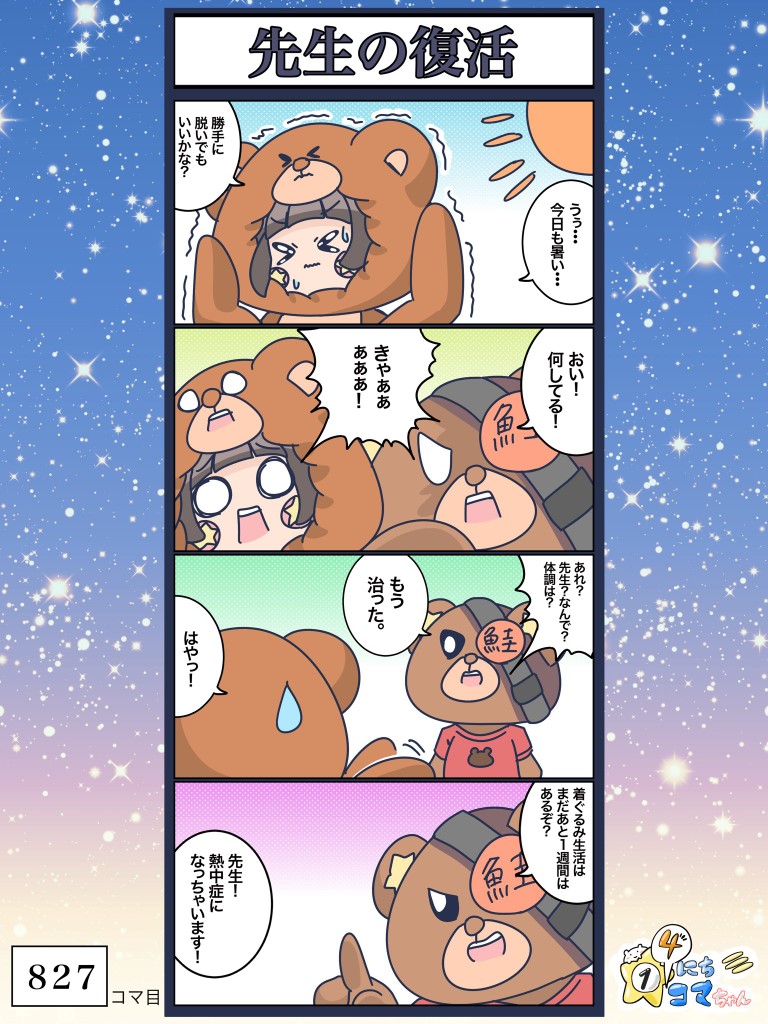 先生の復活
うぅ…
今日も暑い…
勝手に
脱いでも
いいかな？
おい！
何してる！
鮭
きゃぁぁ
ぁぁぁ！
あれ？
先生？なんで？
体調は？
鮭
もう
治った。
はやっ！
着ぐるみ生活は
まだあと1週間は
あるぞ？
鮭
先生！
熱中症に
なっちゃいます！
827
コマ目
1
にち
4
コマ
ちゃん